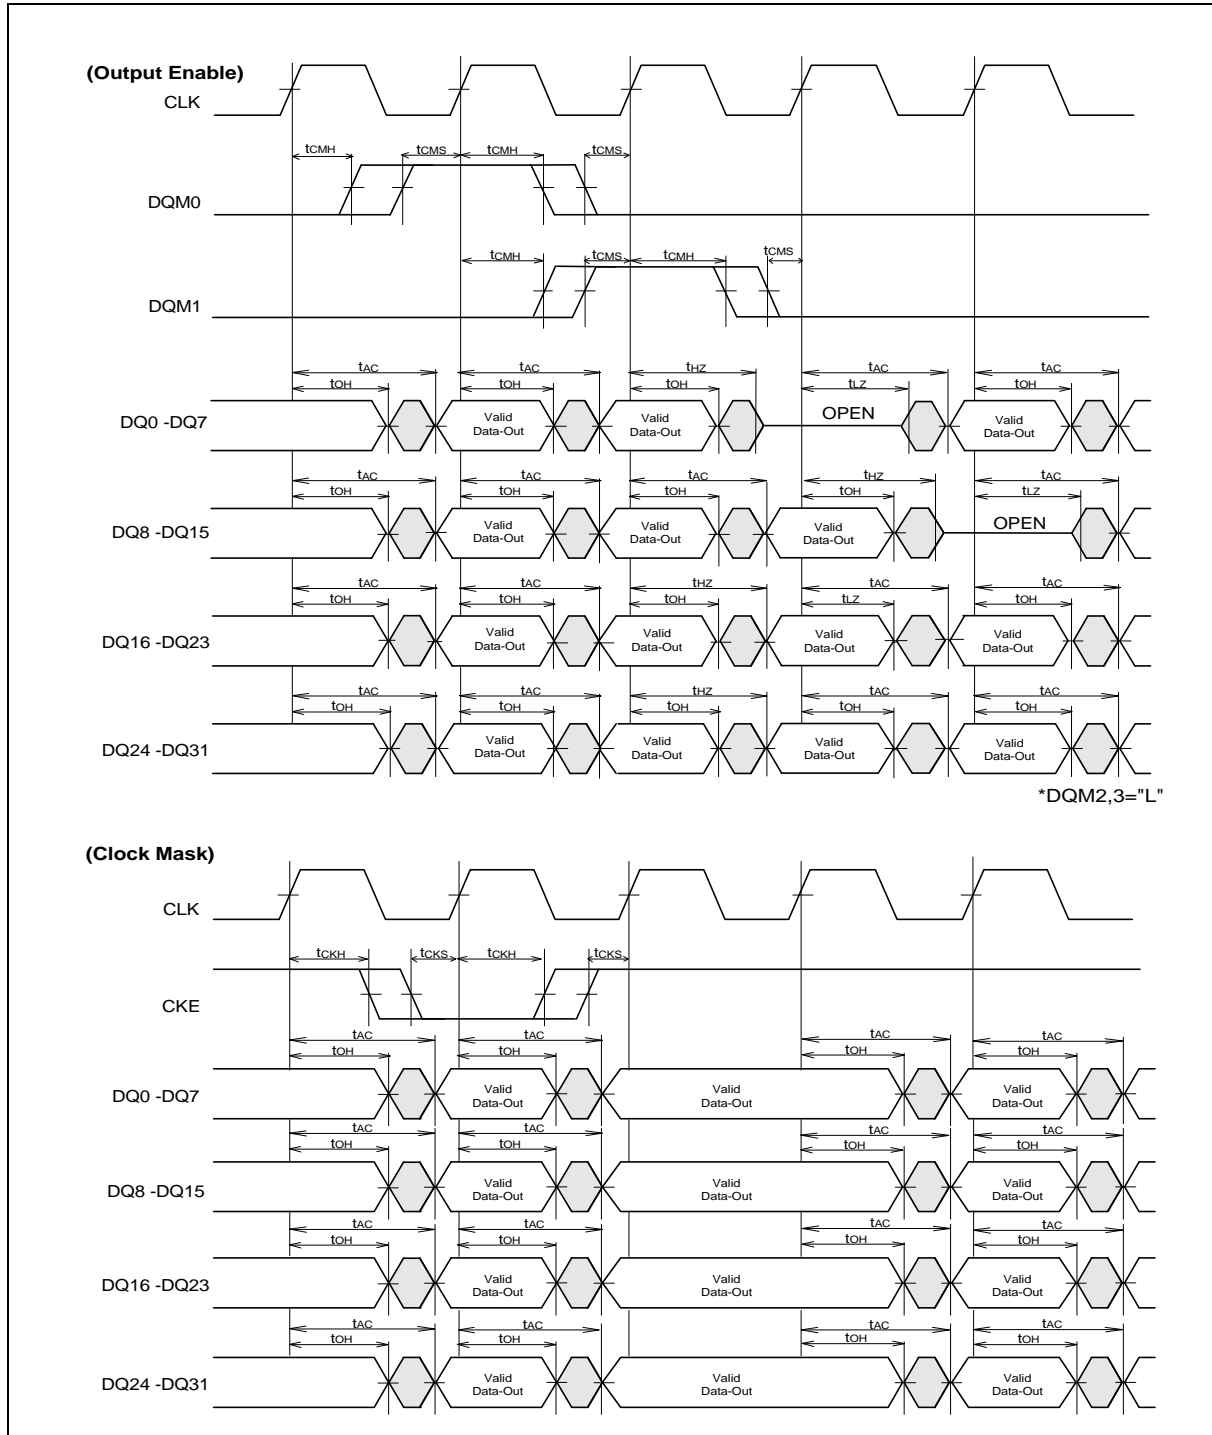 (Output Enable)
CLK
tCMH tCMS tCMH tCMS
DQM0
tCMH tCMS tCMH tCMS
DQM1
tAC tAC tHZ tAC tAC
tOH tOH tOH tLZ tOH
DQ0 -DQ7 Valid Data-Out Valid Data-Out OPEN Valid Data-Out
tAC tAC tAC tHZ tAC
tOH tOH tOH tOH tLZ
DQ8 -DQ15 Valid Data-Out Valid Data-Out Valid Data-Out OPEN
tAC tAC tHZ tAC tAC
tOH tOH tOH tLZ tOH
DQ16 -DQ23 Valid Data-Out Valid Data-Out Valid Data-Out Valid Data-Out
tAC tAC tHZ tAC tAC
tOH tOH tOH tOH tOH
DQ24 -DQ31 Valid Data-Out Valid Data-Out Valid Data-Out Valid Data-Out
*DQM2,3="L"
(Clock Mask)
CLK
tCKH tCKS tCKH tCKS
CKE
tAC tAC tAC tAC
tOH tOH tOH tOH
DQ0 -DQ7 Valid Data-Out Valid Data-Out Valid Data-Out
tAC tAC tAC tAC
tOH tOH tOH tOH
DQ8 -DQ15 Valid Data-Out Valid Data-Out Valid Data-Out
tAC tAC tAC tAC
tOH tOH tOH tOH
DQ16 -DQ23 Valid Data-Out Valid Data-Out Valid Data-Out
tAC tAC tAC tAC
tOH tOH tOH tOH
DQ24 -DQ31 Valid Data-Out Valid Data-Out Valid Data-Out